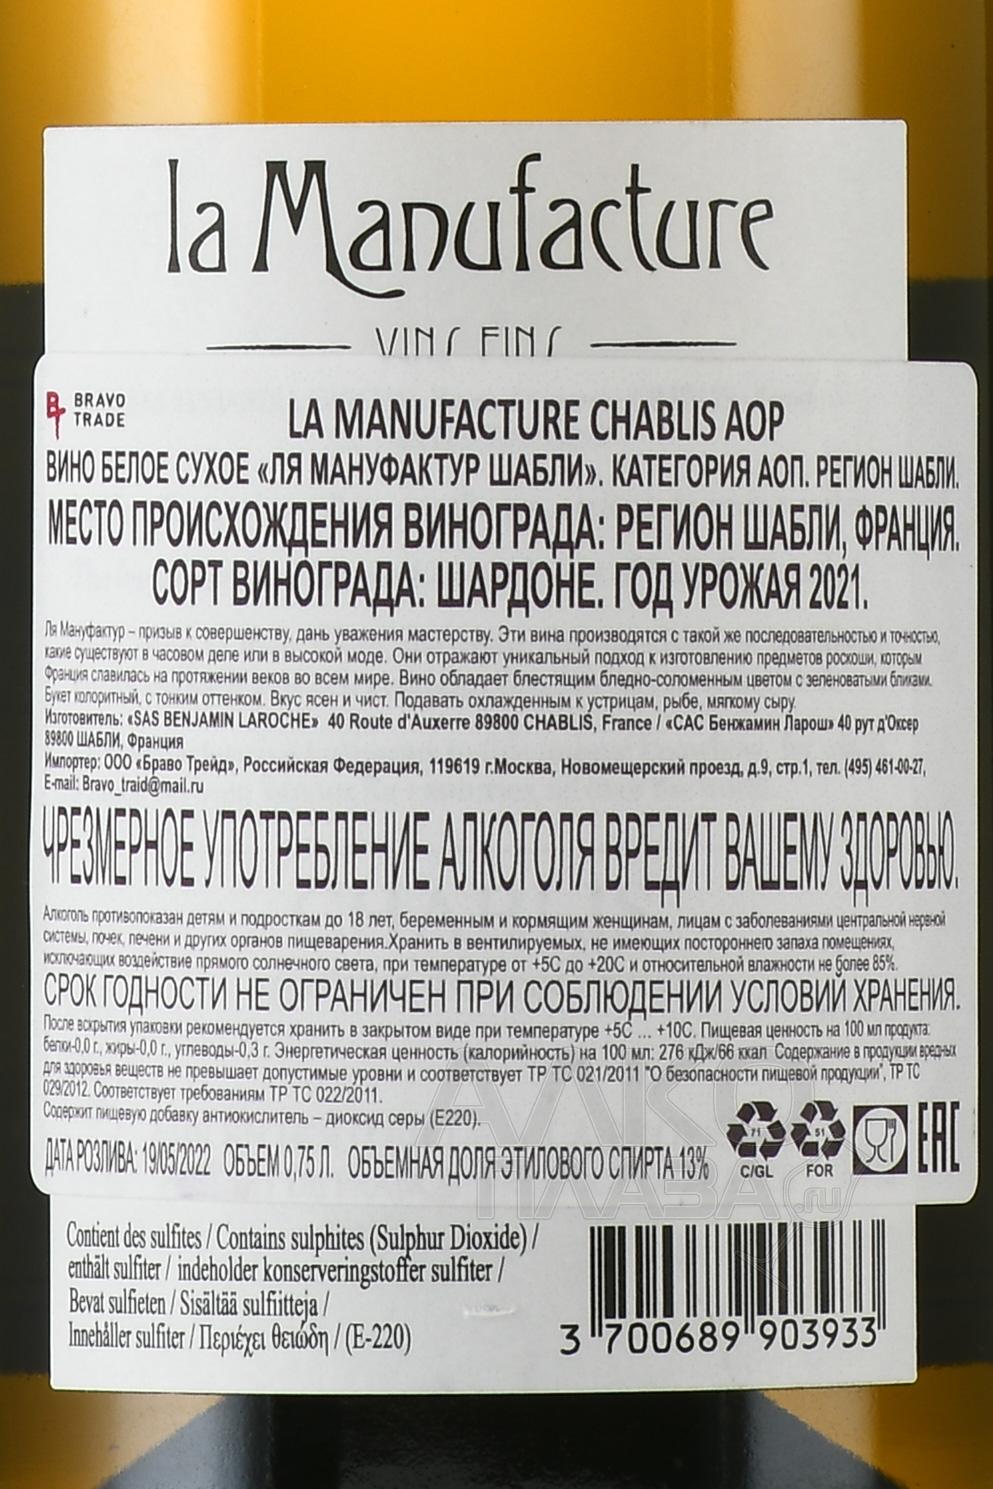 la Manufacture
VINS FINS
BRAVO
TRADE
LA MANUFACTURE CHABLIS AOP
ВИНО БЕЛОЕ СУХОЕ «ЛЯ МАНУФАКТУР ШАБЛИ». КАТЕГОРИЯ АОП. РЕГИОН ШАБЛИ.
МЕСТО ПРОИСХОЖДЕНИЯ ВИНОГРАДА: РЕГИОН ШАБЛИ, ФРАНЦИЯ.
СОРТ ВИНОГРАДА: ШАРДОНЕ. ГОД УРОЖАЯ 2021.
Ля Мануфактур – призыв к совершенству, дань уважения мастерству. Эти вина производятся с такой же последовательностью и точностью,
какие существуют в часовом деле или в высокой моде. Они отражают уникальный подход к изготовлению предметов роскоши, которым
Франция славилась на протяжении веков во всем мире. Вино обладает блестящим бледно-соломенным цветом с зеленоватыми бликами.
Букет колоритный, с тонким оттенком. Вкус ясен и чист. Подавать охлажденным к устрицам, рыбе, мягкому сыру.
Изготовитель: «SAS BENJAMIN LAROCHE» 40 Route d'Auxerre 89800 CHABLIS, France / «САС Бенжамин Ларош» 40 рут д'Оксер
89800 ШАБЛИ, Франция
Импортер: ООО «Браво Трейд», Российская Федерация, 119619 г.Москва, Новомещерский проезд, д.9, стр.1, тел. (495) 461-00-27,
E-mail: Bravo_traid@mail.ru
ЧРЕЗМЕРНОЕ УПОТРЕБЛЕНИЕ АЛКОГОЛЯ ВРЕДИТ ВАШЕМУ ЗДОРОВЬЮ.
Алкоголь противопоказан детям и подросткам до 18 лет, беременным и кормящим женщинам, лицам с заболеваниями центральной нервной
системы, почек, печени и других органов пищеварения.Хранить в вентилируемых, не имеющих постороннего запаха помещениях,
исключающих воздействие прямого солнечного света, при температуре от +5С до +20С и относительной влажности не более 85%.
СРОК ГОДНОСТИ НЕ ОГРАНИЧЕН ПРИ СОБЛЮДЕНИИ УСЛОВИЙ ХРАНЕНИЯ.
После вскрытия упаковки рекомендуется хранить в закрытом виде при температуре +5С ... +10С. Пищевая ценность на 100 мл продукта:
белки-0,0 г., жиры-0,0 г., углеводы-0,3 г. Энергетическая ценность (калорийность) на 100 мл: 276 кДж/66 ккал. Содержание в продукции вредных
для здоровья веществ не превышает допустимые уровни и соответствует ТР ТС 021/2011 "О безопасности пищевой продукции", ТР ТС
029/2012. Соответствует требованиям ТР ТС 022/2011.
Содержит пищевую добавку антиокислитель – диоксид серы (Е220).
ДАТА РОЗЛИВА: 19/05/2022 ОБЪЕМ 0,75 Л. ОБЪЕМНАЯ ДОЛЯ ЭТИЛОВОГО СПИРТА 13%
71
C/GL
51
FOR
EAC
АЛКО
ПЛАЗА.ru
Contient des sulfites / Contains sulphites (Sulphur Dioxide) /
enthält sulfiter / indeholder konserveringstoffer sulfiter /
Bevat sulfieten / Sisältää sulfiitteja /
Innehåller sulfiter / Περιέχει θειώδη / (E-220)
3 700689 903933